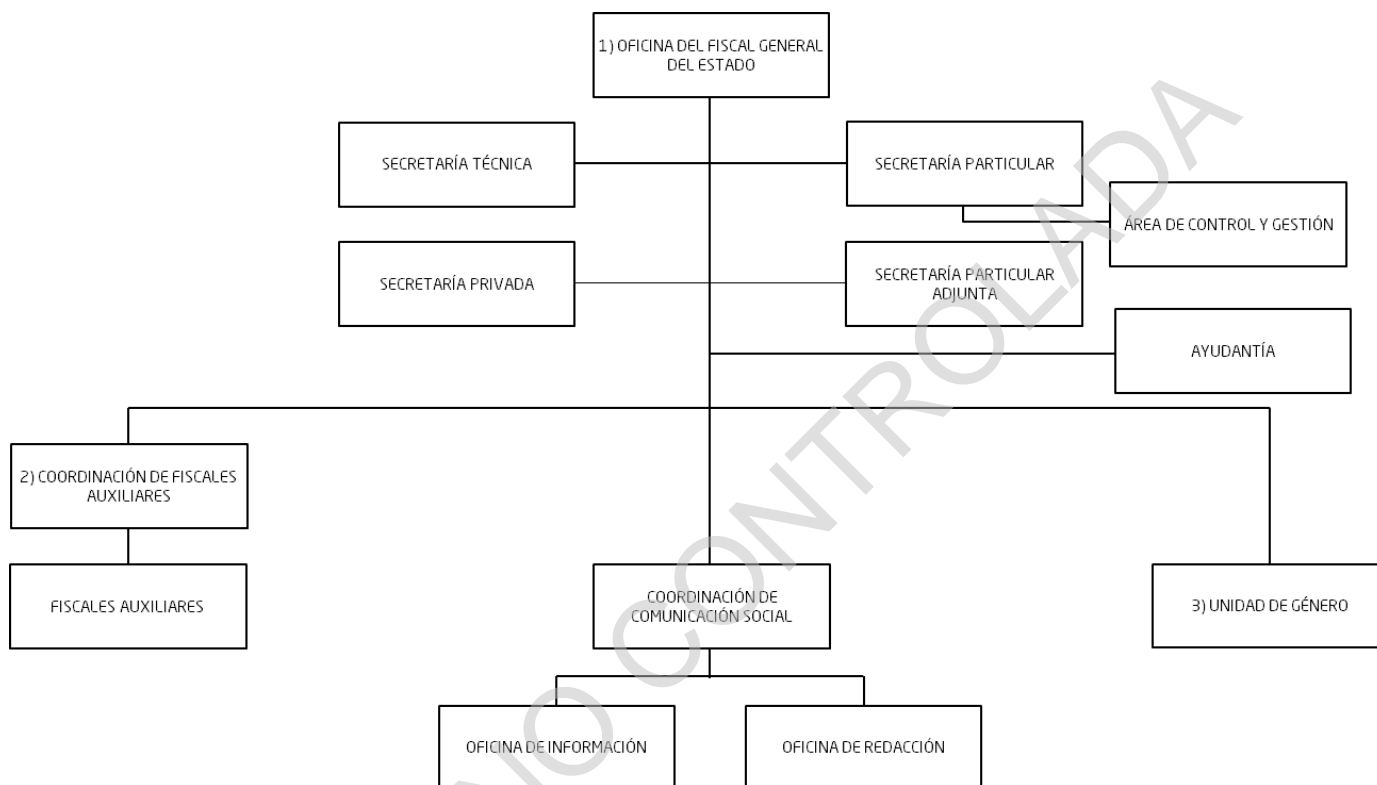 1) OFICINA DEL FISCAL GENERAL
DEL ESTADO
SECRETARÍA TÉCNICA
SECRETARÍA PARTICULAR
ÁREA DE CONTROL Y GESTIÓN
SECRETARÍA PRIVADA
SECRETARÍA PARTICULAR
ADJUNTA
AYUDANTÍA
2) COORDINACIÓN DE FISCALES
AUXILIARES
FISCALES AUXILIARES
COORDINACIÓN DE
COMUNICACIÓN SOCIAL
3) UNIDAD DE GÉNERO
OFICINA DE INFORMACIÓN
OFICINA DE REDACCIÓN
NO CONTROLADA